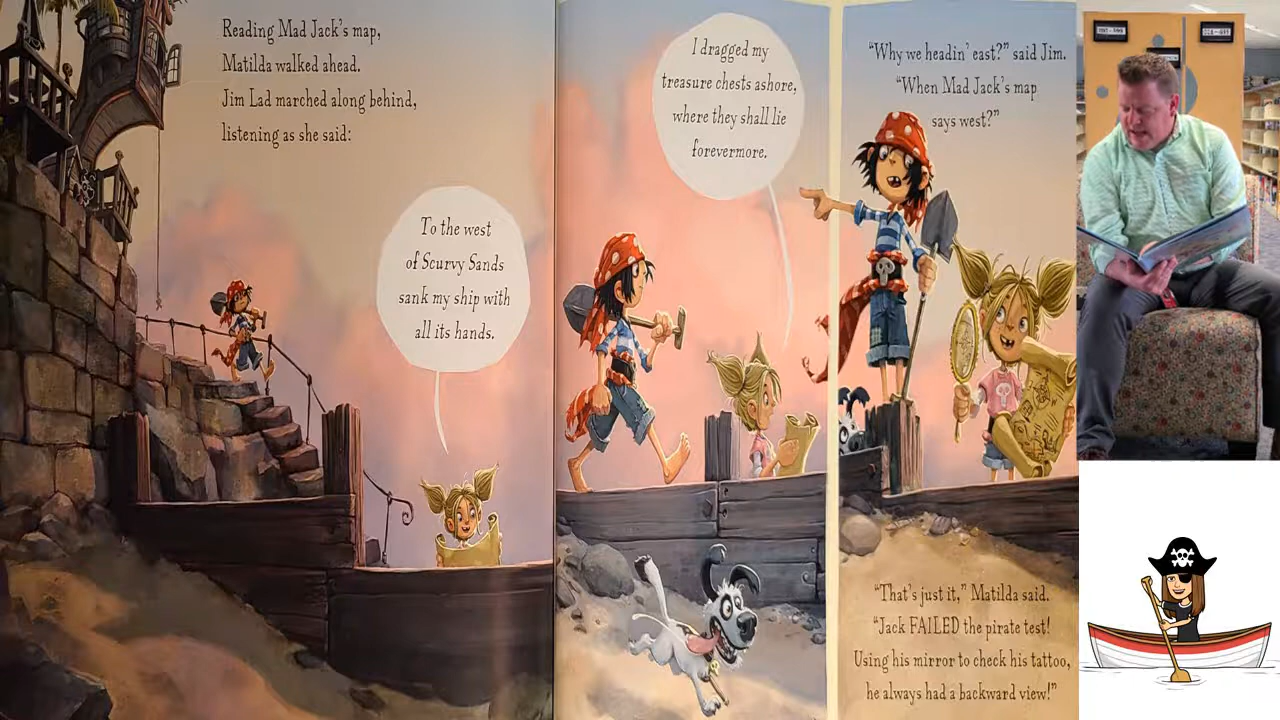 Reading Mad Jack's map,
Matilda walked ahead.
Jim Lad marched along behind,
listening as she said:
To the west
of Scurvy Sands
sank my ship with
all its hands.
I dragged my
treasure chests ashore,
where they shall lie
forevermore.
"Why we headin' east?" said Jim.
"When Mad Jack's map
says west?"
"That's just it," Matilda said.
"Jack FAILED the pirate test!
Using his mirror to check his tattoo,
he always had a backward view!"